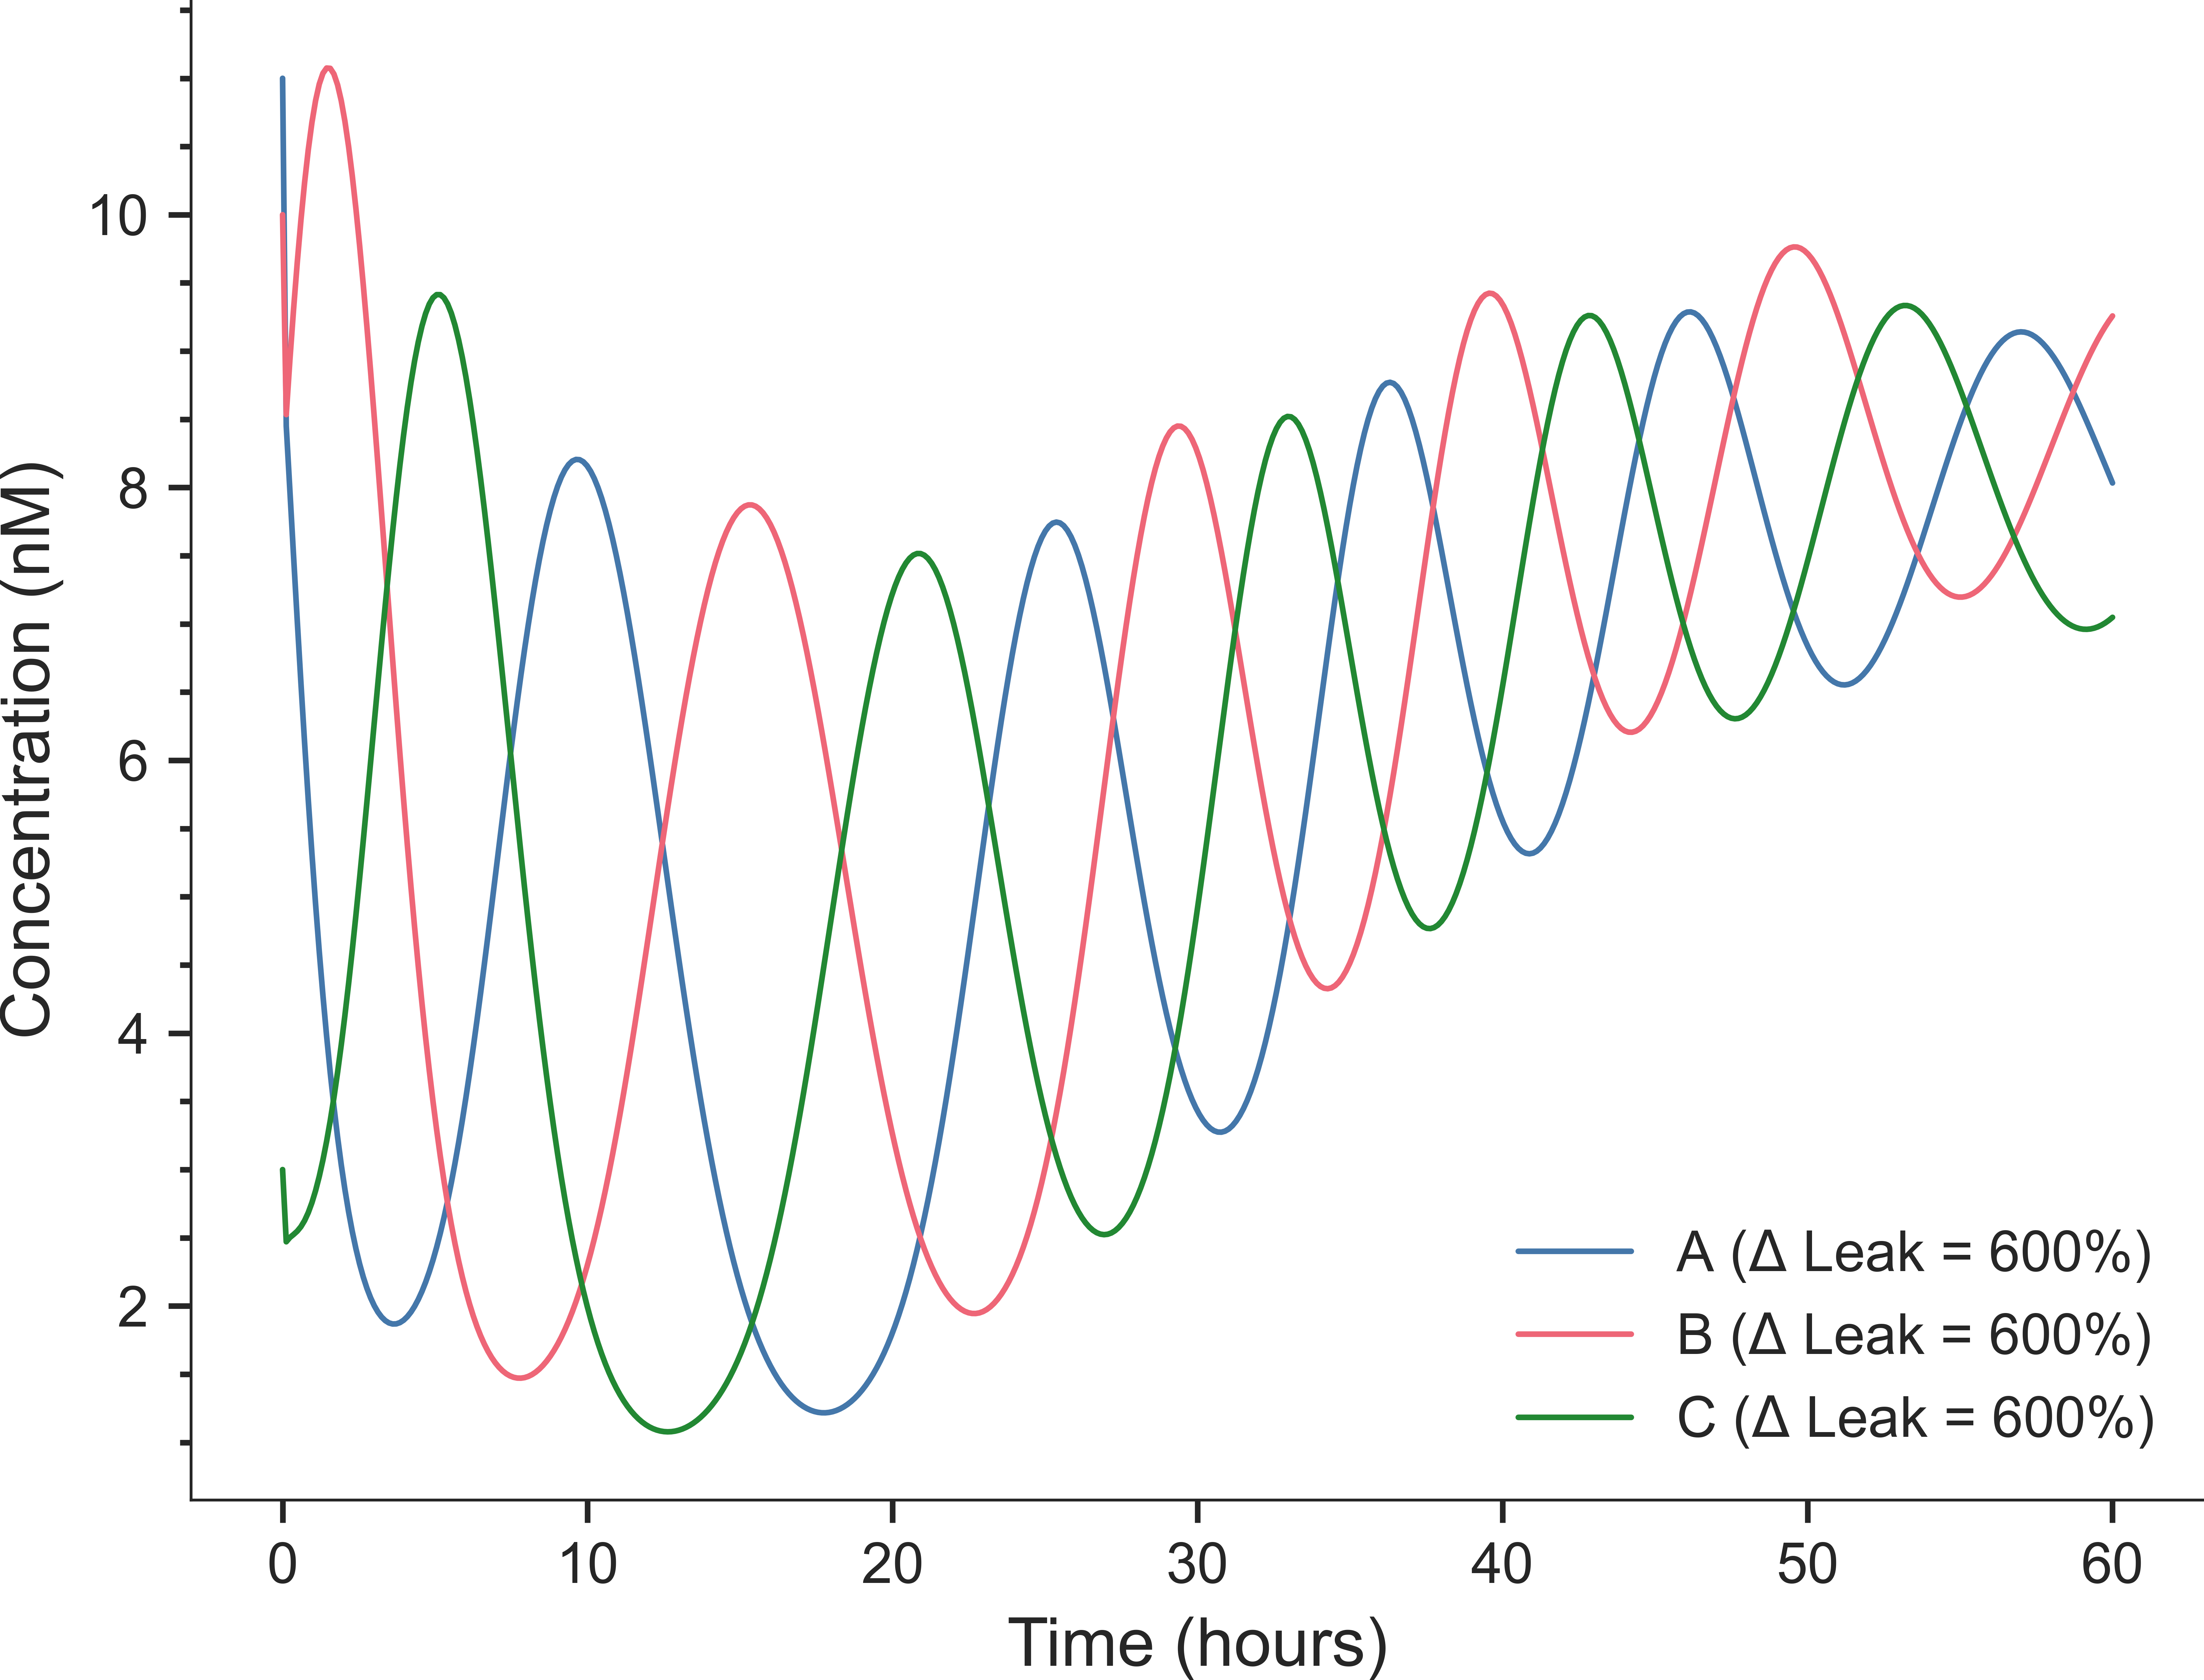 Concentration (nM)
10
8
6
4
2
A (Δ Leak = 600%)
B (Δ Leak = 600%)
C (Δ Leak = 600%)
0 10 20 30 40 50 60
Time (hours)